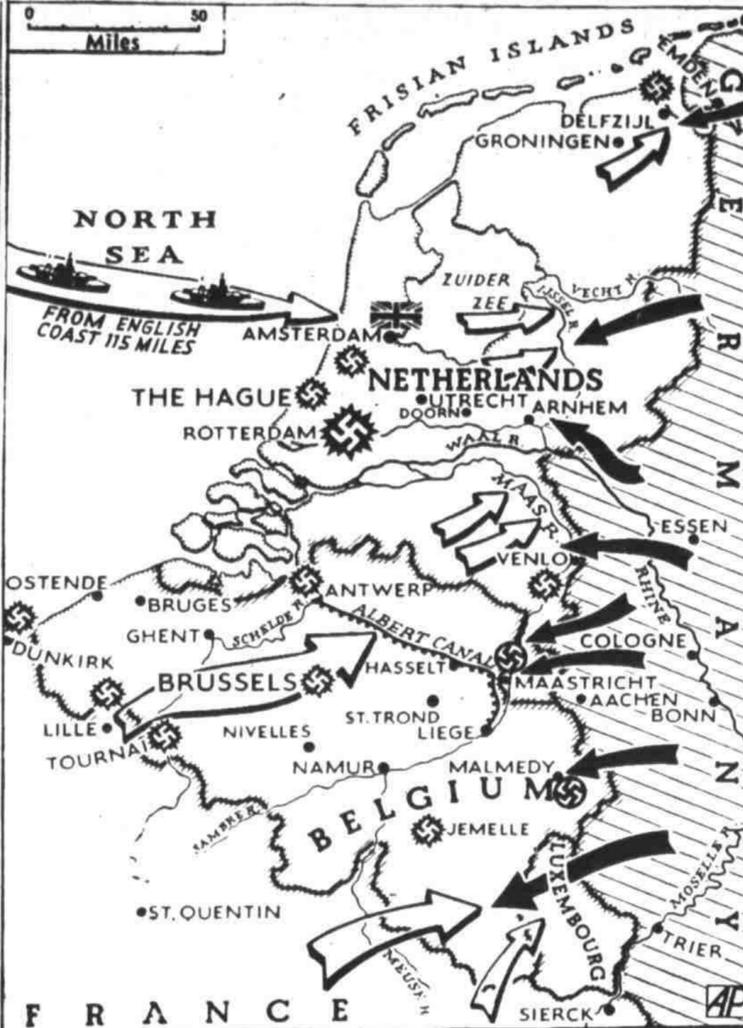 0 50
Miles
FRISIAN ISLANDS
EMDEN
DELFZIJL
GRONINGEN
GERMANY
NORTH
SEA
FROM ENGLISH
COAST 115 MILES
ZUIDER
ZEE
IJSSEL R.
VECHT R.
AMSTERDAM
NETHERLANDS
THE HAGUE
UTRECHT
DOORN
ARNHEM
ROTTERDAM
WAAL R.
MAAS R.
VENLO
ESSEN
RHINE
OSTENDE
BRUGES
ANTWERP
GHENT
SCHELDE R.
ALBERT CANAL
DUNKIRK
HASSELT
COLOGNE
BRUSSELS
MAASTRICHT
AACHEN
BONN
LILLE
ST. TROND
NIVELLES
LIEGE
TOURNAI
NAMUR
MALMEDY
BELGIUM
SAMBRE R.
JEMELLE
LUXEMBOURG
MOSELLE R.
ST. QUENTIN
TRIER
MEUSE R.
FRANCE
SIERCK
AP